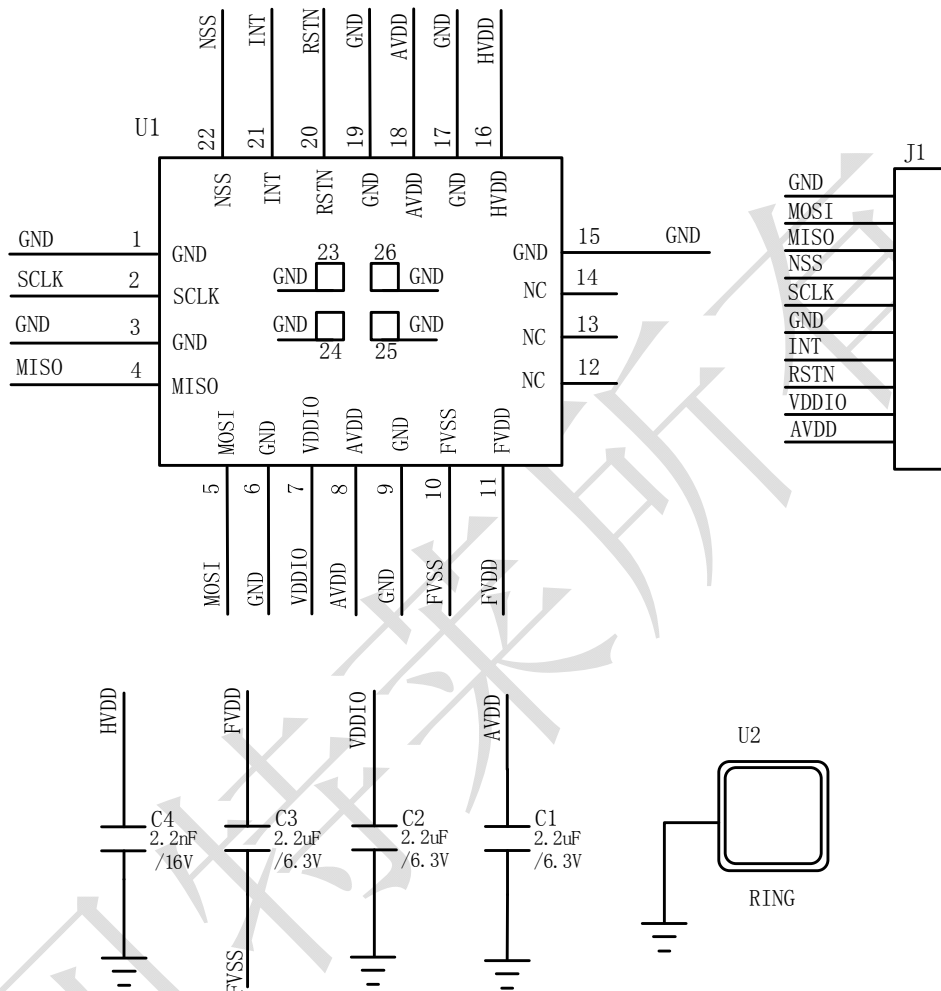 NSS
INT
RSTN
GND
AVDD
GND
HVDD
U1
22
21
20
19
18
17
16
NSS
INT
RSTN
GND
AVDD
GND
HVDD
GND 1 GND
SCLK 2 SCLK
GND 3 GND
MISO 4 MISO
23 26
GND GND
GND GND
24 25
GND 15 GND
NC 14
NC 13
NC 12
MOSI
GND
VDDIO
AVDD
GND
FVSS
FVDD
5
6
7
8
9
10
11
MOSI
GND
VDDIO
AVDD
GND
FVSS
FVDD
J1
GND
MOSI
MISO
NSS
SCLK
GND
INT
RSTN
VDDIO
AVDD
HVDD
C4
2.2nF
/16V
FVDD
C3
2.2uF
/6.3V
FVSS
VDDIO
C2
2.2uF
/6.3V
AVDD
C1
2.2uF
/6.3V
U2
RING
特莱所有